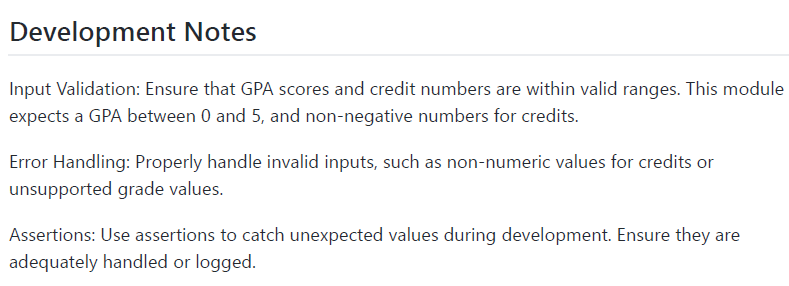 Development Notes
Input Validation: Ensure that GPA scores and credit numbers are within valid ranges. This module
expects a GPA between 0 and 5, and non-negative numbers for credits.
Error Handling: Properly handle invalid inputs, such as non-numeric values for credits or
unsupported grade values.
Assertions: Use assertions to catch unexpected values during development. Ensure they are
adequately handled or logged.